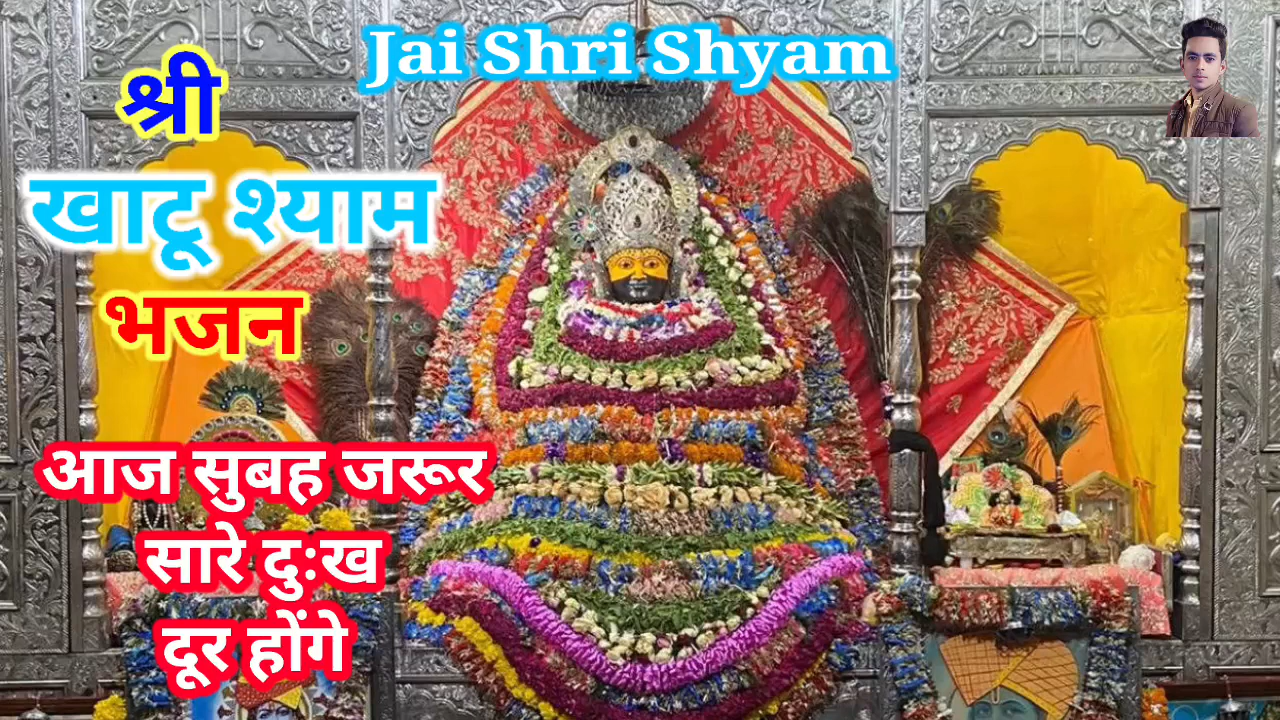 Jai Shri Shyam
श्री
खाटू श्याम
भजन
आज सुबह जरूर
सारे दुःख
दूर होंगे